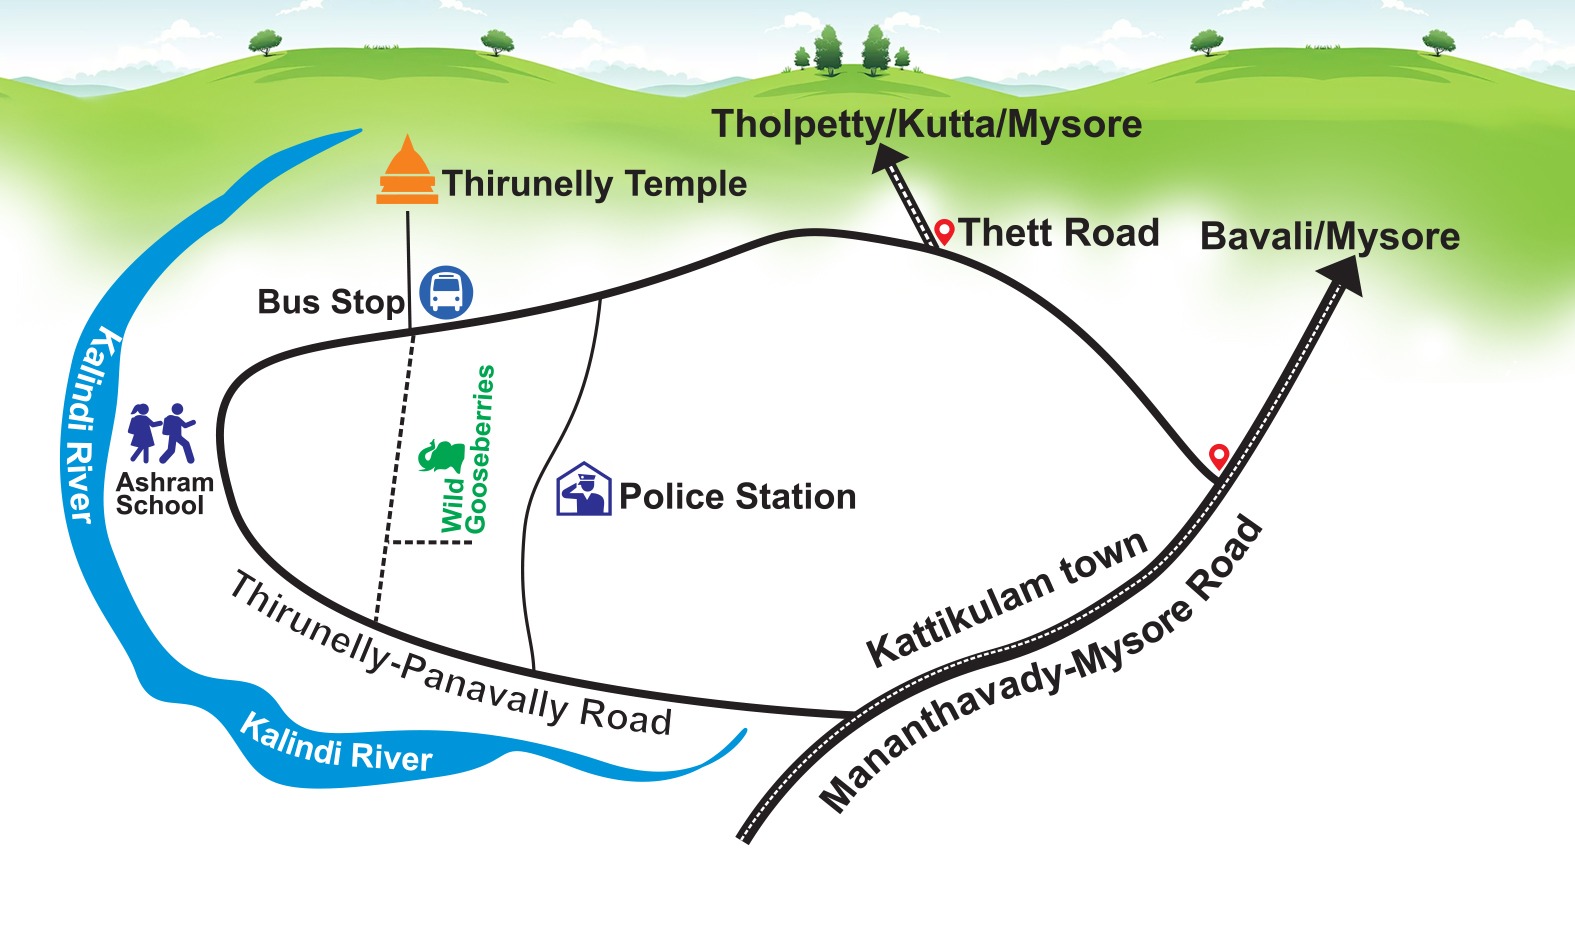 Tholpetty/Kutta/Mysore
Thirunelly Temple
Thett Road
Bavali/Mysore
Bus Stop
Kalindi River
Wild
Gooseberries
Ashram
School
Police Station
Kattikulam town
Mananthavady-Mysore Road
Thirunelly-Panavally Road
Kalindi River